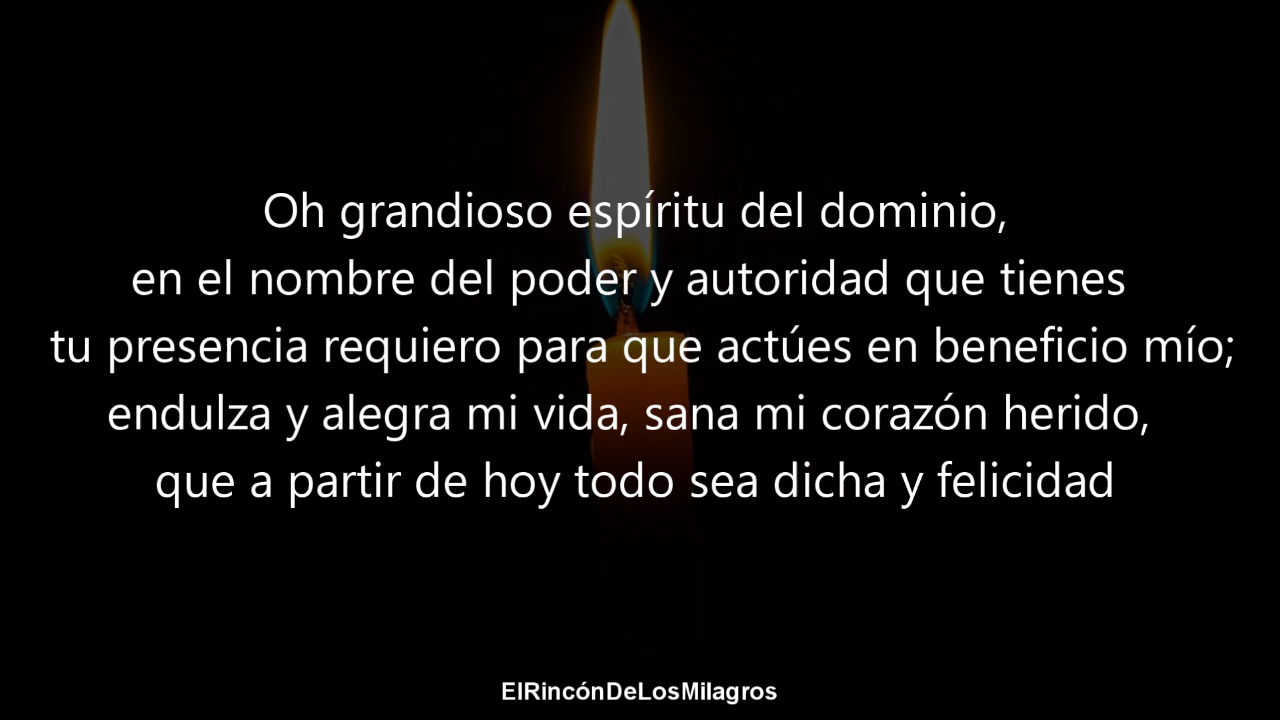 Oh grandioso espíritu del dominio,
en el nombre del poder y autoridad que tienes
tu presencia requiero para que actúes en beneficio mío;
endulza y alegra mi vida, sana mi corazón herido,
que a partir de hoy todo sea dicha y felicidad
ElRincónDeLosMilagros